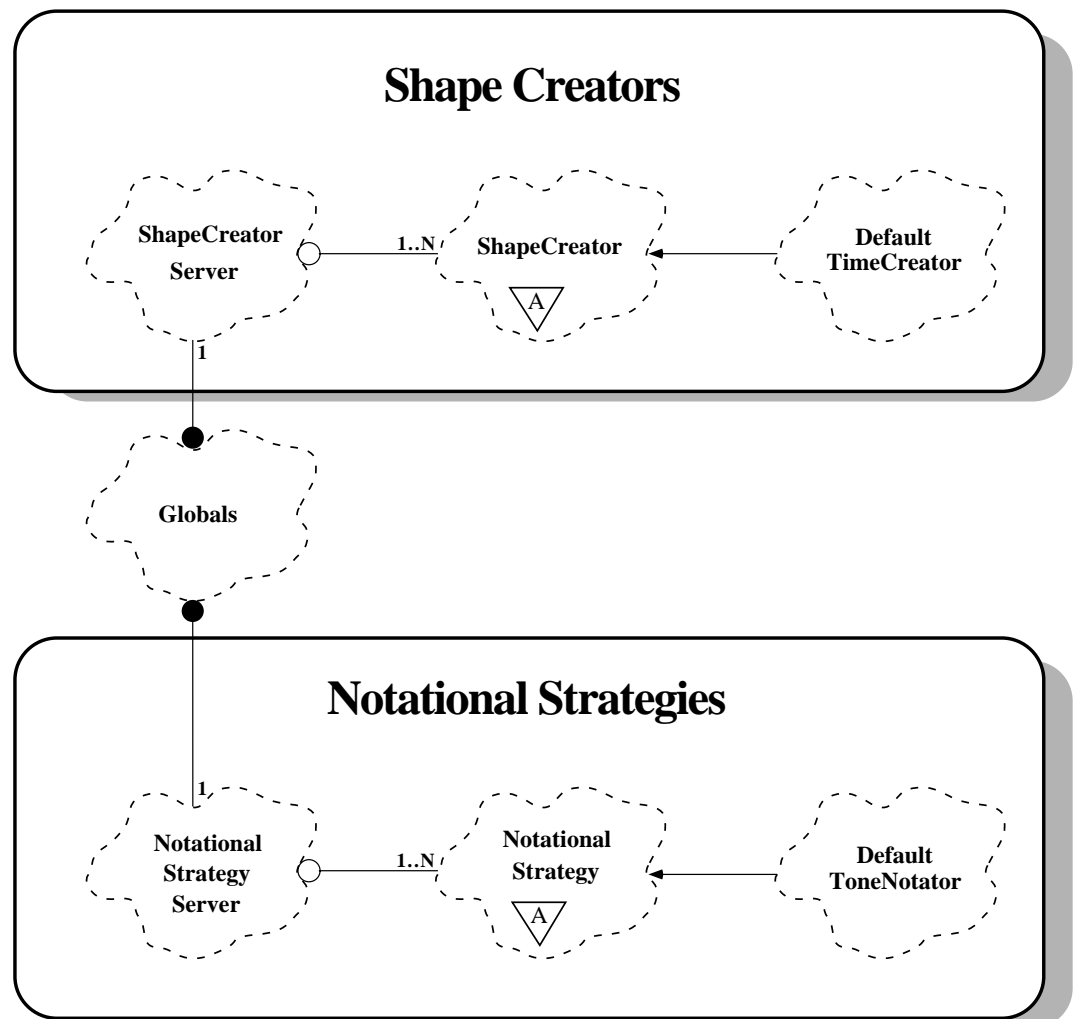 Shape Creators
ShapeCreator
Server
1..N
ShapeCreator
A
Default
TimeCreator
1
Globals
Notational Strategies
1
Notational
Strategy
Server
1..N
Notational
Strategy
A
Default
ToneNotator